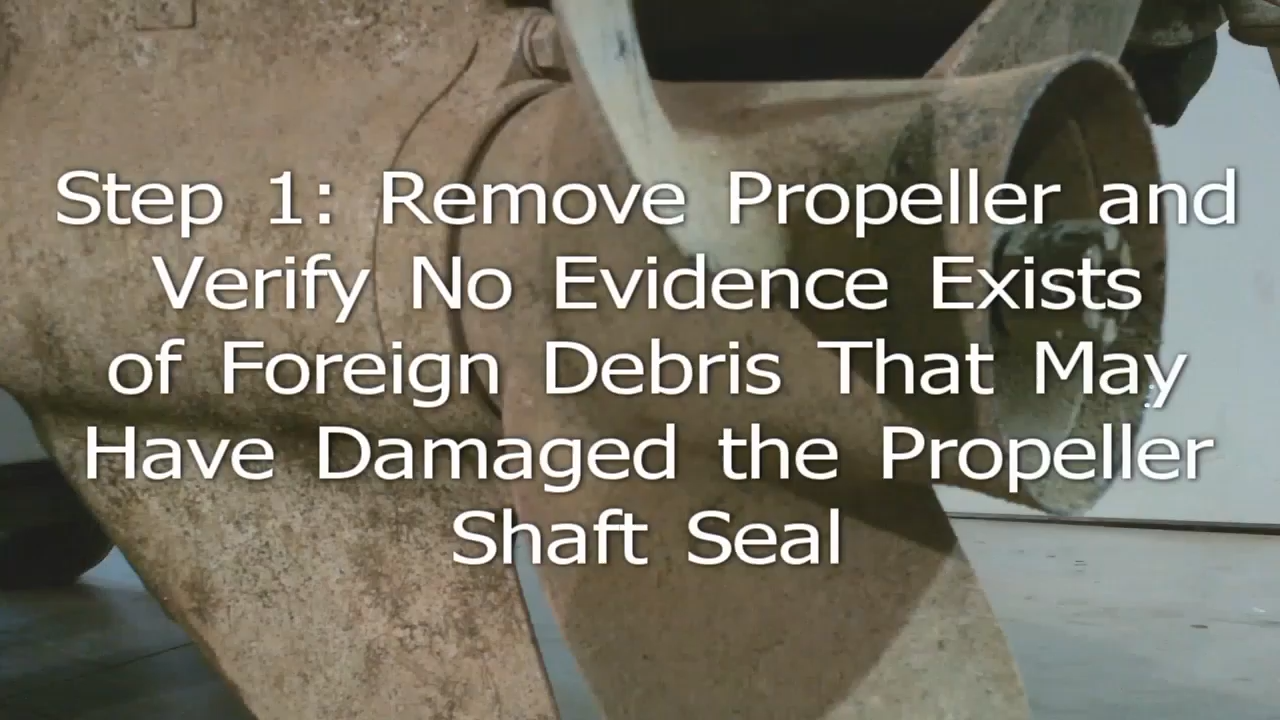 Step 1: Remove Propeller and
Verify No Evidence Exists
of Foreign Debris That May
Have Damaged the Propeller
Shaft Seal